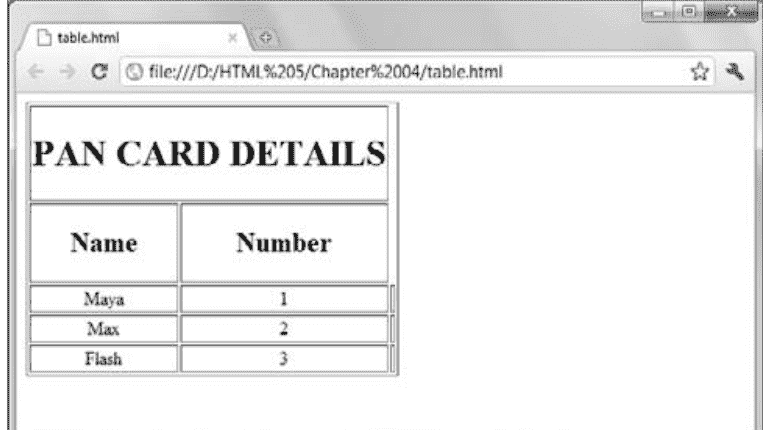 table.html
file:///D:/HTML%205/Chapter%2004/table.html
PAN CARD DETAILS
Name Number
Maya 1
Max 2
Flash 3